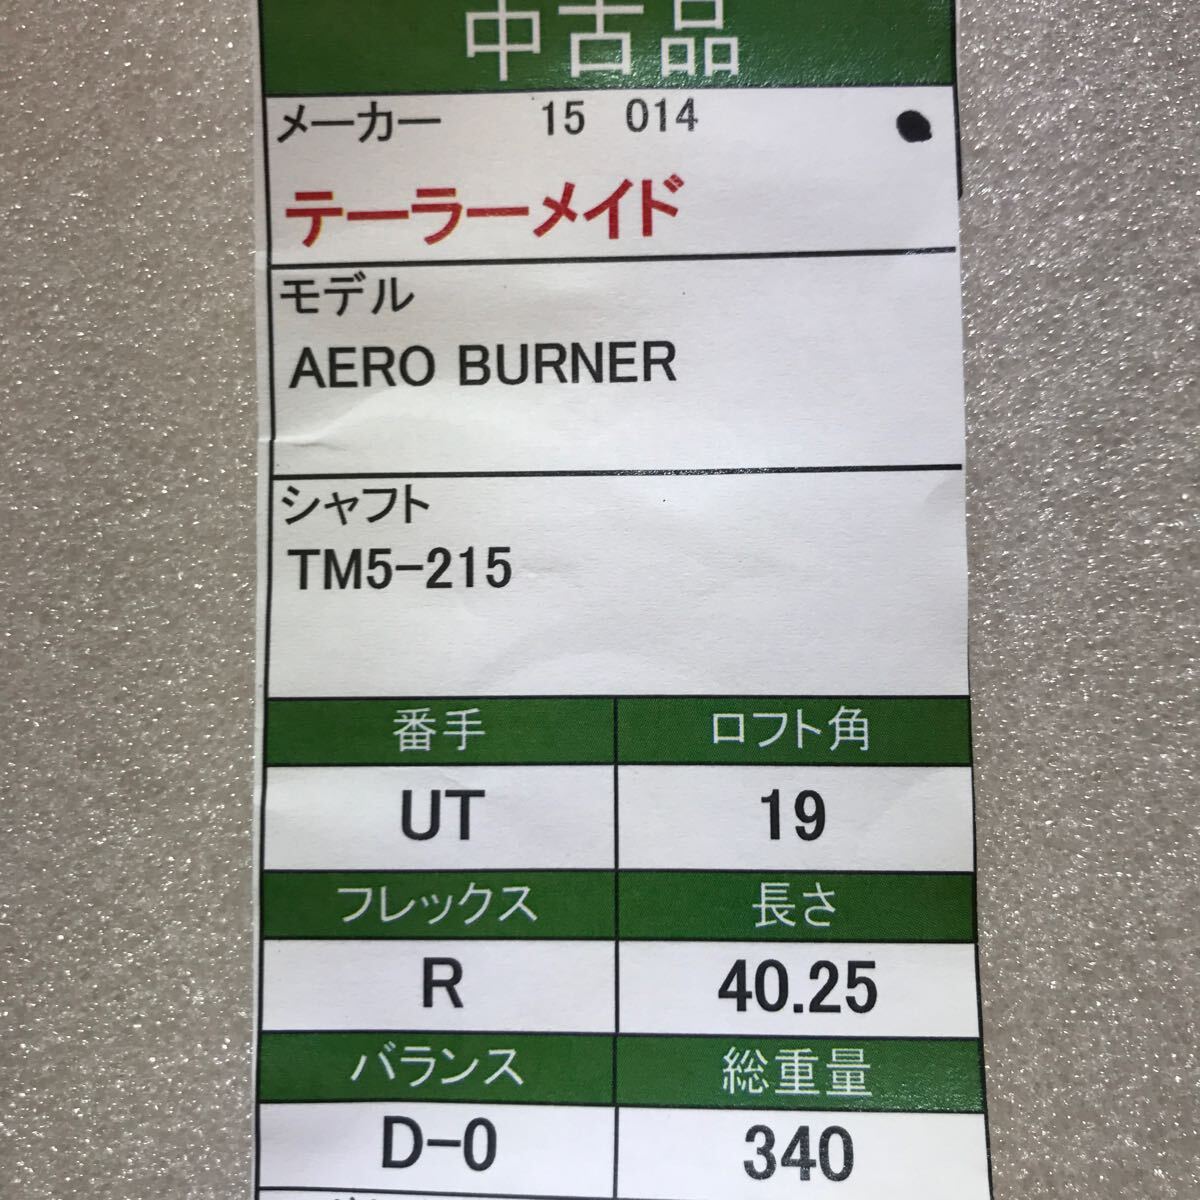 中古品
メーカー 15 014
テーラーメイド
モデル
AERO BURNER
シャフト
TM5-215
番手 ロフト角
UT 19
フレックス 長さ
R 40.25
バランス 総重量
D-0 340